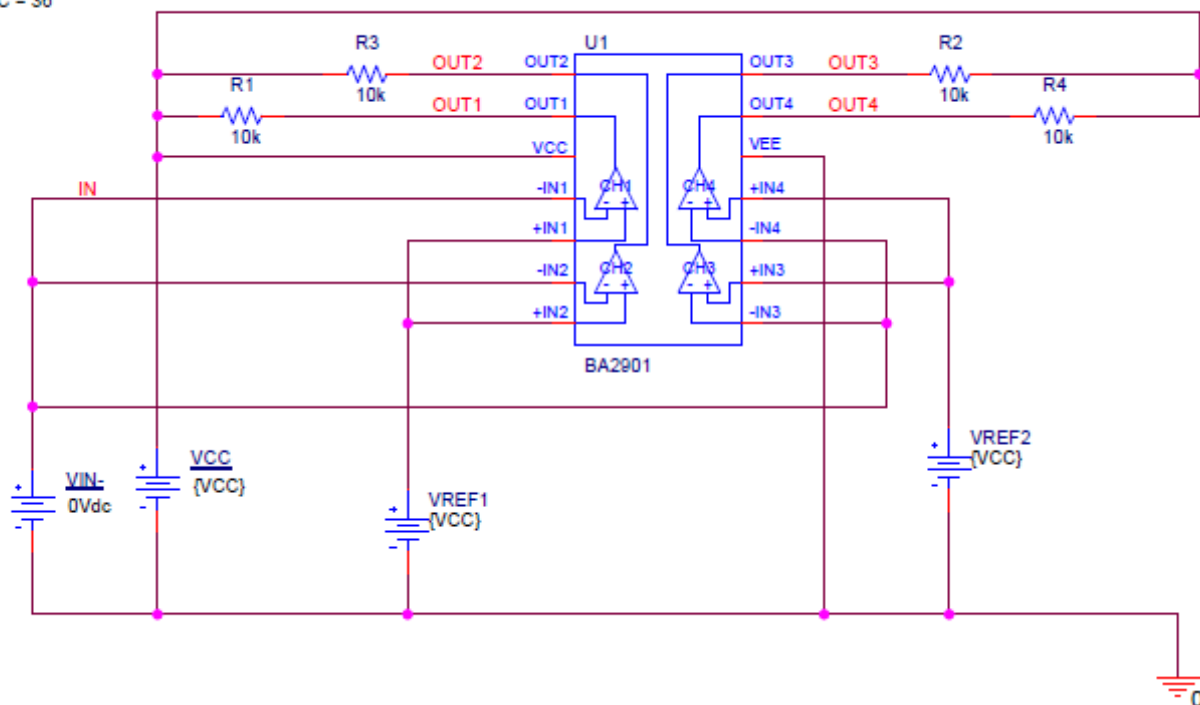 C = 36
R3
10k
OUT2
OUT2
U1
OUT3
OUT3
R2
10k
R1
10k
OUT1
OUT1
OUT4
OUT4
R4
10k
VCC
VEE
IN
-IN1
CH1
CH4
+IN4
+IN1
-IN4
-IN2
CH2
CH3
+IN3
+IN2
-IN3
BA2901
VREF2
{VCC}
VCC
{VCC}
VIN-
0Vdc
VREF1
{VCC}
0